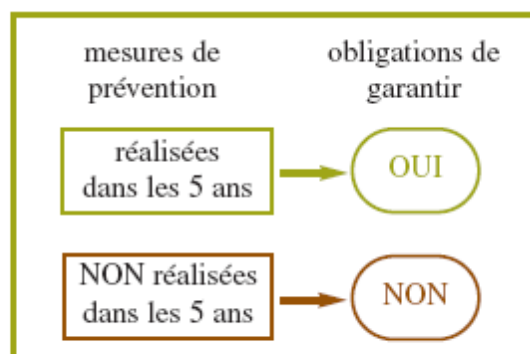 mesures de
prévention
obligations de
garantir
réalisées
dans les 5 ans
OUI
NON réalisées
dans les 5 ans
NON